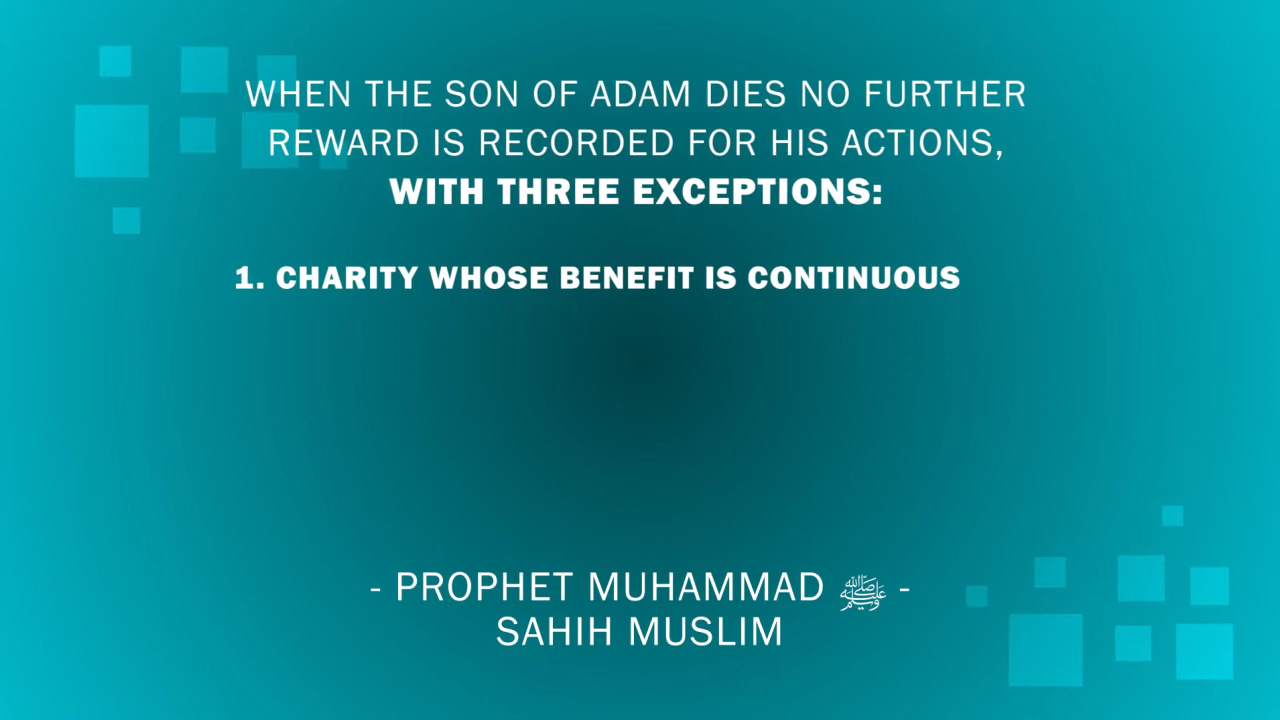 WHEN THE SON OF ADAM DIES NO FURTHER
REWARD IS RECORDED FOR HIS ACTIONS,
WITH THREE EXCEPTIONS:
1. CHARITY WHOSE BENEFIT IS CONTINUOUS
- PROPHET MUHAMMAD ﷺ -
SAHIH MUSLIM